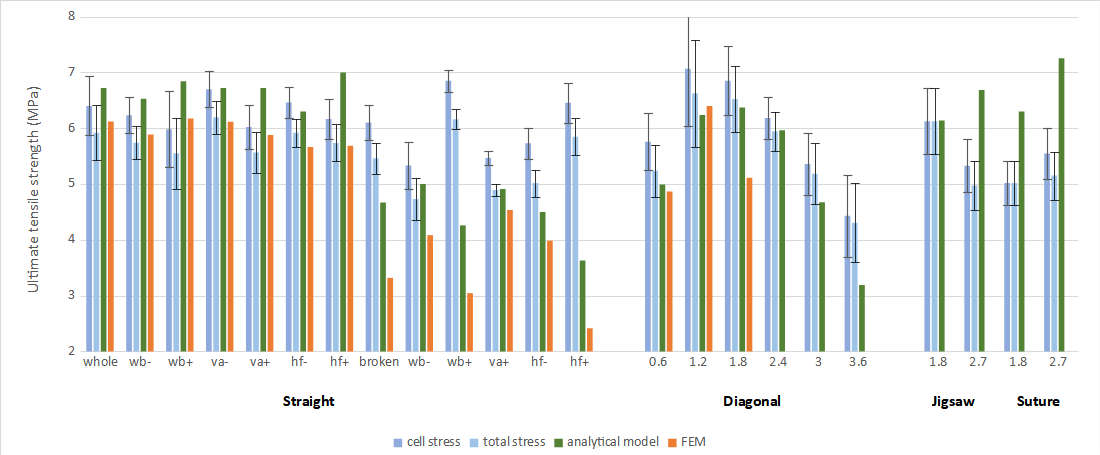 8
7
6
5
4
3
2
Ultimate tensile strength (MPa)
whole wb- wb+ va- va+ hf- hf+ broken wb- wb+ va+ hf- hf+ 0.6 1.2 1.8 2.4 3 3.6 1.8 2.7 1.8 2.7
Straight Diagonal Jigsaw Suture
cell stress total stress analytical model FEM